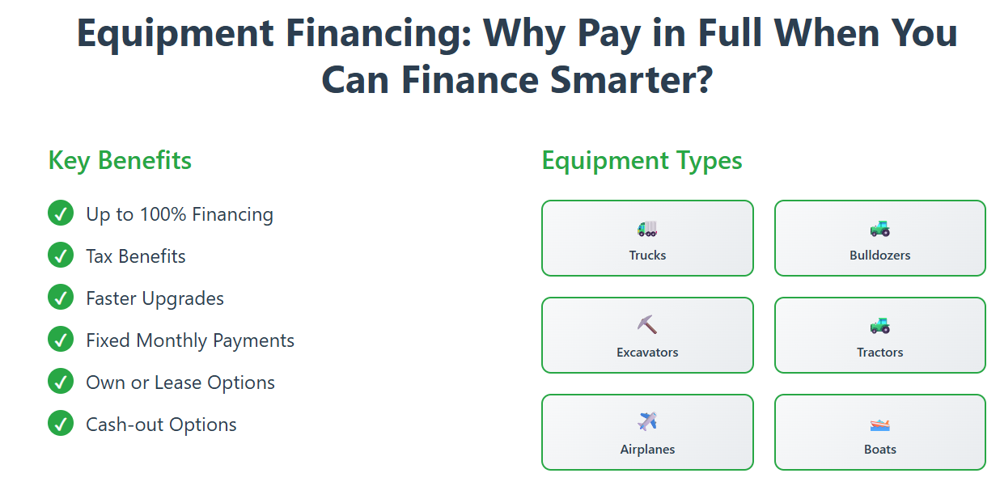 Equipment Financing: Why Pay in Full When You
Can Finance Smarter?
Key Benefits
Up to 100% Financing
Tax Benefits
Faster Upgrades
Fixed Monthly Payments
Own or Lease Options
Cash-out Options
Equipment Types
Trucks
Bulldozers
Excavators
Tractors
Airplanes
Boats